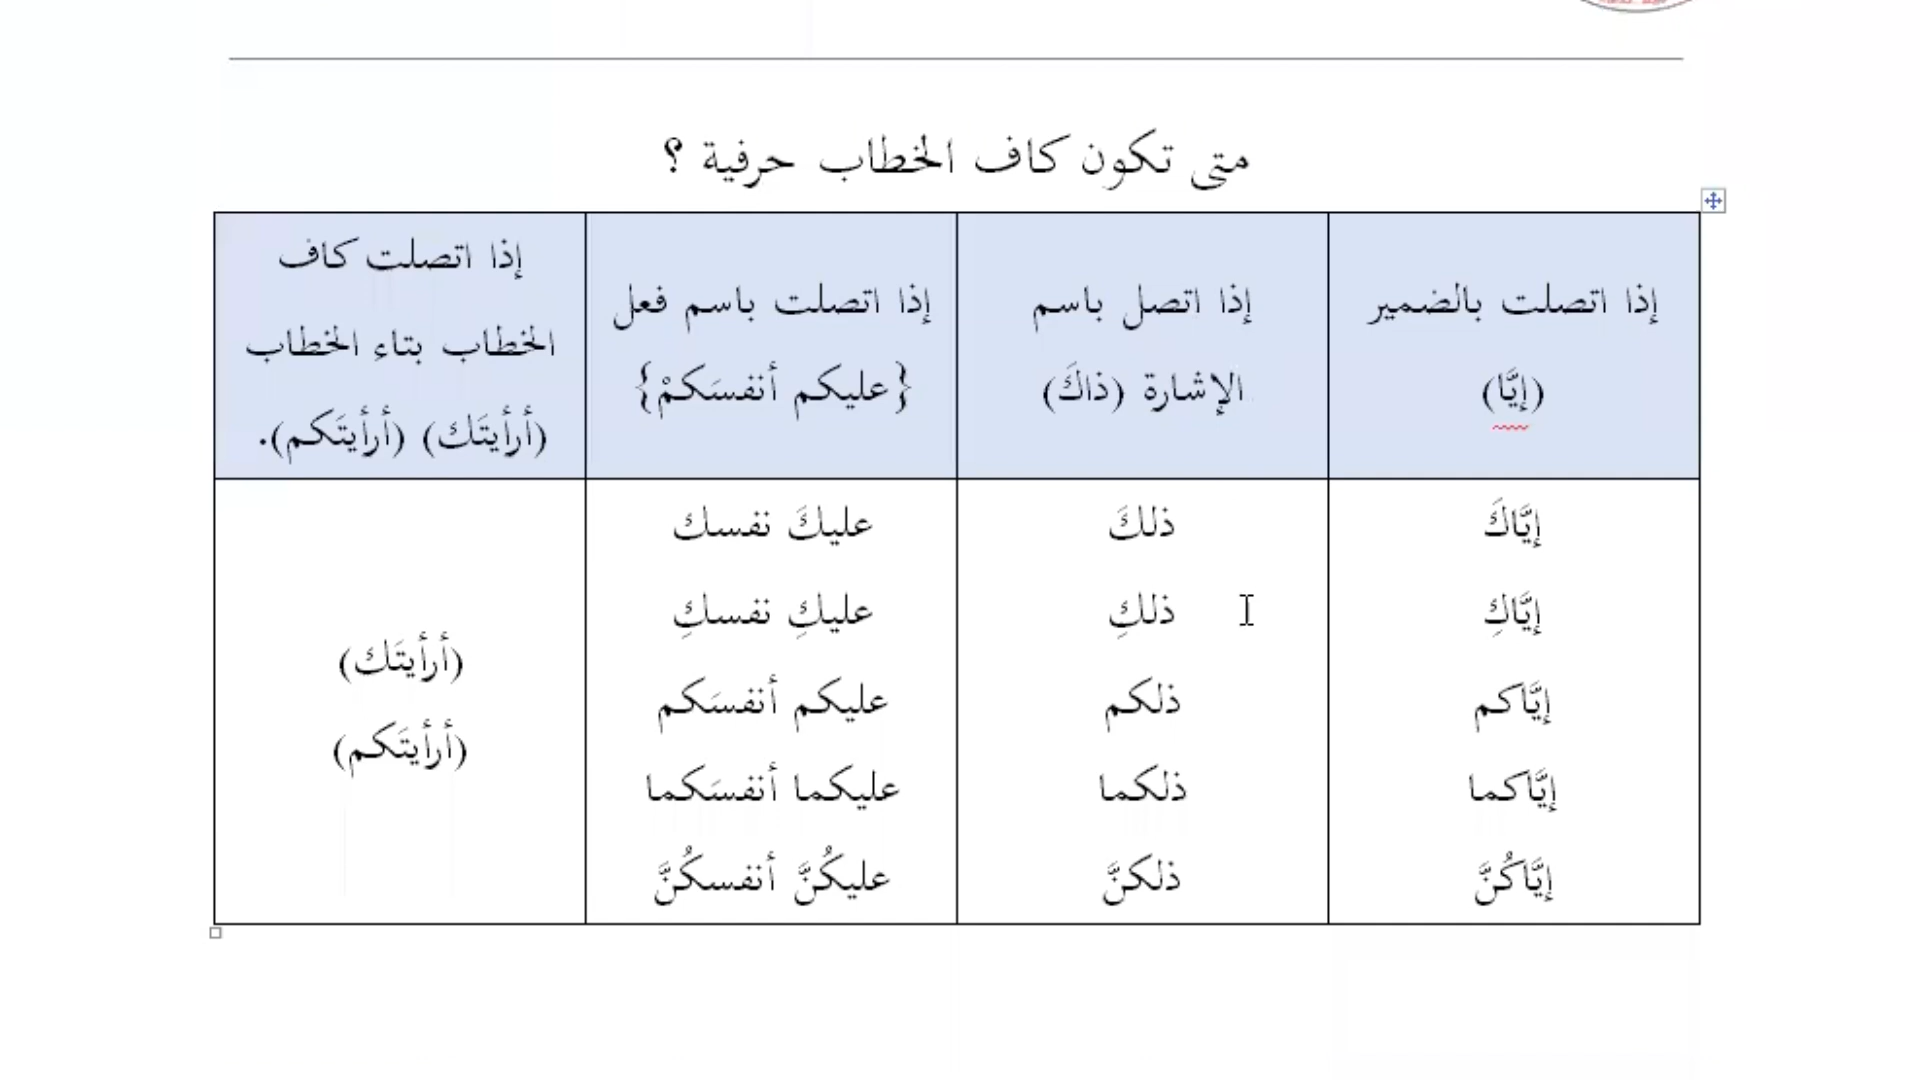 متى تكون كاف الخطاب حرفية ؟
إذا اتصلت بالضمير
(إيَّا)
إذا اتصل باسم
الإشارة (ذاكَ)
إذا اتصلت باسم فعل
{عليكم أنفسَكمْ}
إذا اتصلت كاف
الخطاب بتاء الخطاب
(أرأيتَك) (أرأيتَكم).
إيَّاكَ
إيَّاكِ
إيَّاكم
إيَّاكما
إيَّاكُنَّ
ذلكَ
ذلكِ
ذلكم
ذلكما
ذلكنَّ
عليكَ نفسك
عليكِ نفسكِ
عليكم أنفسَكم
عليكما أنفسَكما
عليكُنَّ أنفسكُنَّ
(أرأيتَك)
(أرأيتَكم)